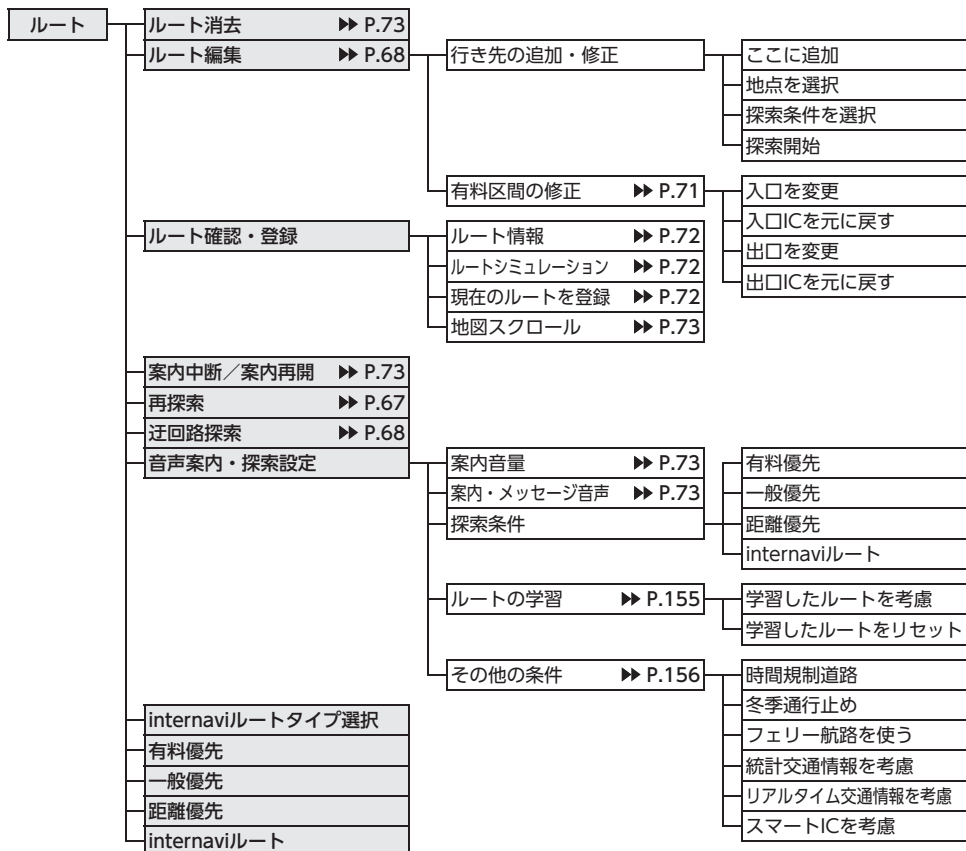 ルート
ルート消去 ▶▶ P.73
ルート編集 ▶▶ P.68
行き先の追加・修正
ここに追加
地点を選択
探索条件を選択
探索開始
有料区間の修正 ▶▶ P.71
入口を変更
入口ICを元に戻す
出口を変更
出口ICを元に戻す
ルート確認・登録
ルート情報 ▶▶ P.72
ルートシミュレーション ▶▶ P.72
現在のルートを登録 ▶▶ P.72
地図スクロール ▶▶ P.73
案内中断／案内再開 ▶▶ P.73
再探索 ▶▶ P.67
迂回路探索 ▶▶ P.68
音声案内・探索設定
案内音量 ▶▶ P.73
案内・メッセージ音声 ▶▶ P.73
探索条件
有料優先
一般優先
距離優先
internaviルート
ルートの学習 ▶▶ P.155
学習したルートを考慮
学習したルートをリセット
その他の条件 ▶▶ P.156
時間規制道路
冬季通行止め
フェリー航路を使う
統計交通情報を考慮
リアルタイム交通情報を考慮
スマートICを考慮
internaviルートタイプ選択
有料優先
一般優先
距離優先
internaviルート